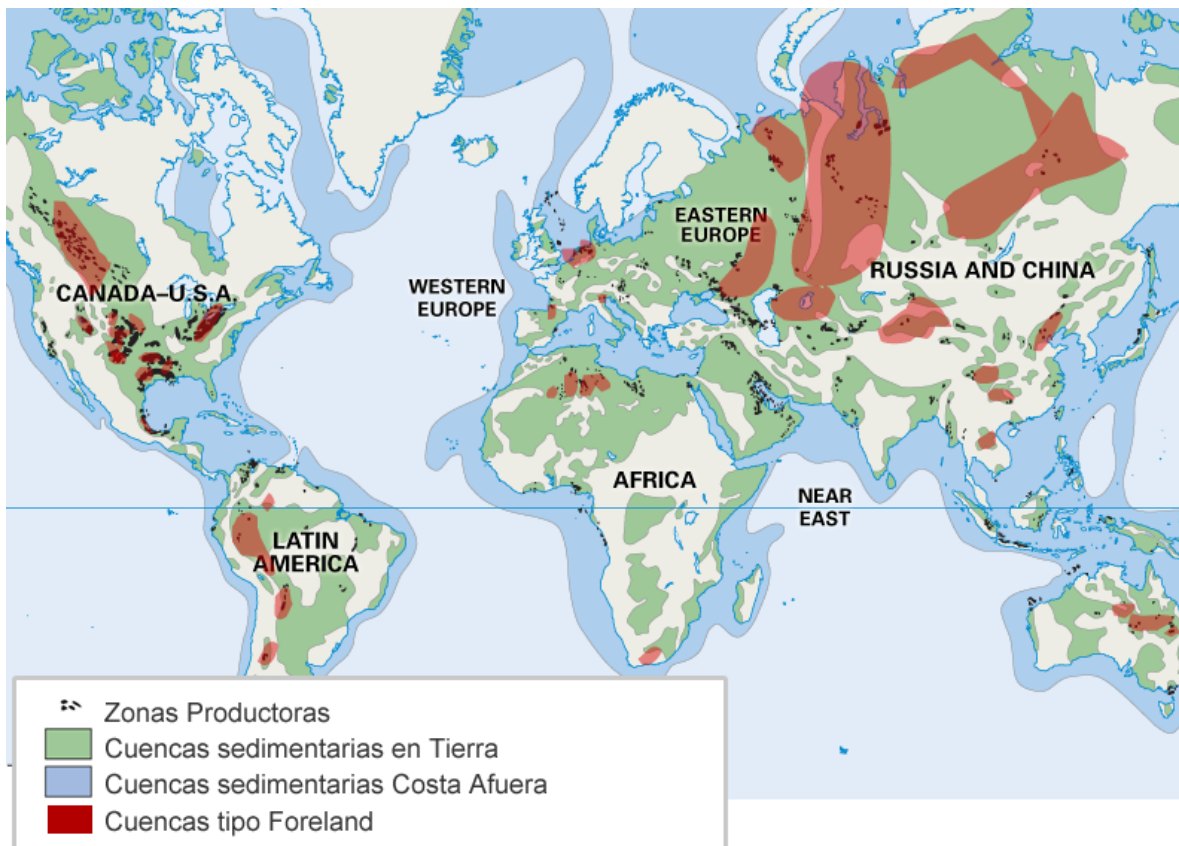 EASTERN
EUROPE
RUSSIA AND CHINA
WESTERN
EUROPE
CANADA–U.S.A.
AFRICA
NEAR
EAST
LATIN
AMERICA
Zonas Productoras
Cuencas sedimentarias en Tierra
Cuencas sedimentarias Costa Afuera
Cuencas tipo Foreland